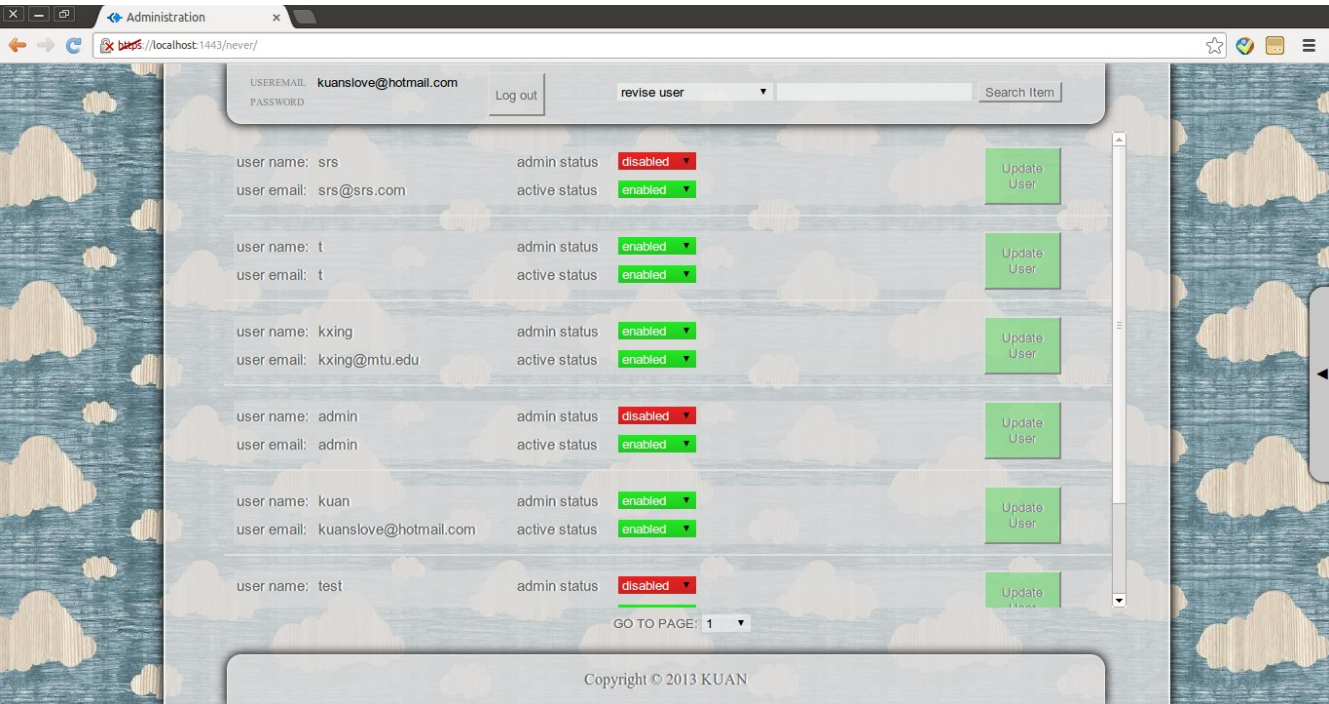 Administration
https://localhost:1443/never/
USEREMAIL kuanslove@hotmail.com
PASSWORD
Log out
revise user
Search Item
user name: srs admin status disabled
user email: srs@srs.com active status enabled
Update
User
user name: t admin status enabled
user email: t active status enabled
Update
User
user name: kxing admin status enabled
user email: kxing@mtu.edu active status enabled
Update
User
user name: admin admin status disabled
user email: admin active status enabled
Update
User
user name: kuan admin status enabled
user email: kuanslove@hotmail.com active status enabled
Update
User
user name: test admin status disabled
Update
GO TO PAGE: 1
Copyright © 2013 KUAN